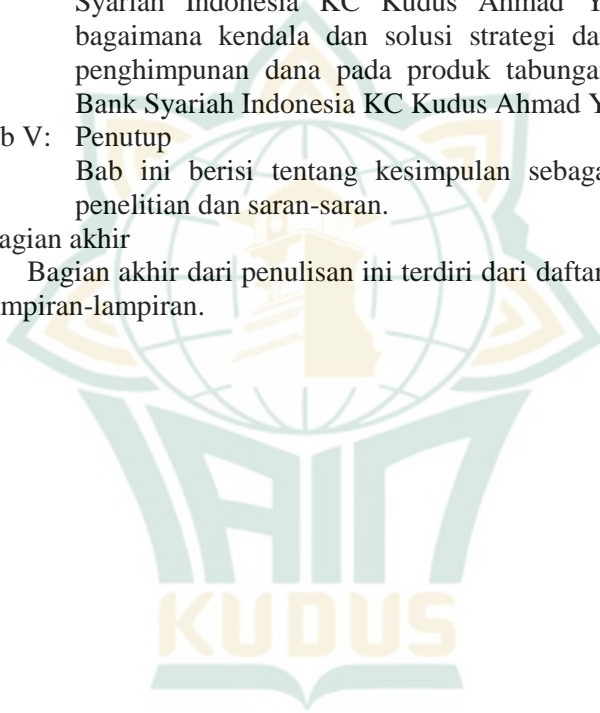 Syariah Indonesia KC Kudus Ahmad Y
bagaimana kendala dan solusi strategi da
penghimpunan dana pada produk tabungan
Bank Syariah Indonesia KC Kudus Ahmad Y
b V: Penutup
Bab ini berisi tentang kesimpulan sebaga
penelitian dan saran-saran.
agian akhir
Bagian akhir dari penulisan ini terdiri dari daftar
mpiran-lampiran.
IAIN
KUDUS